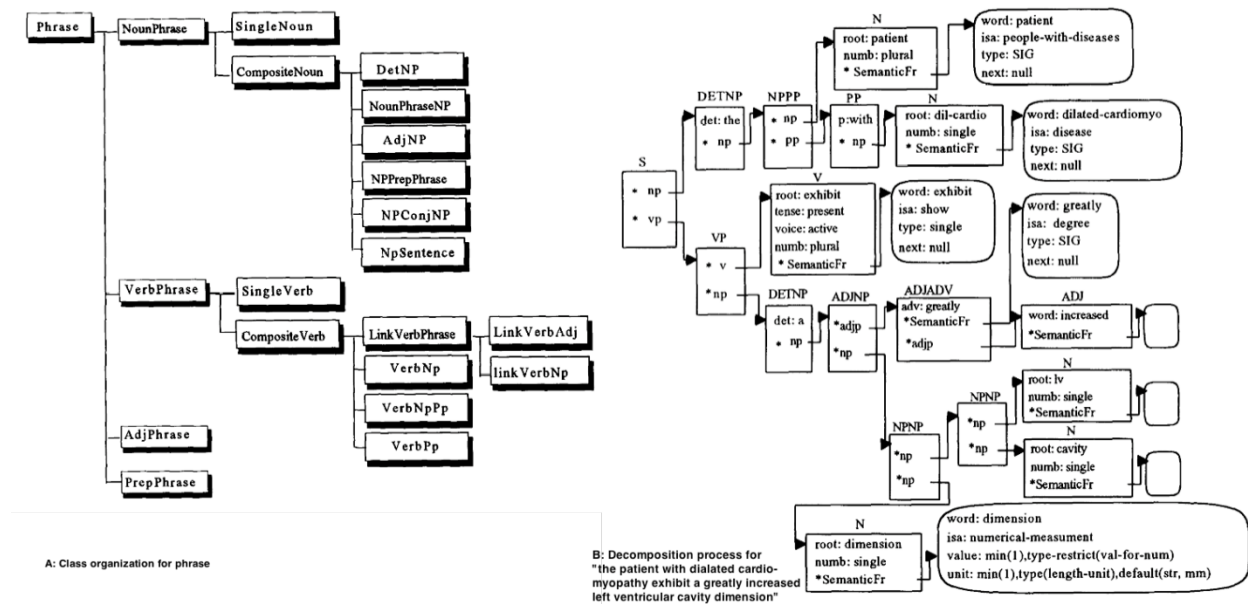 Phrase
NounPhrase
SingleNoun
CompositeNoun
DetNP
NounPhraseNP
AdjNP
NPPrepPhrase
NPConjNP
NpSentence
VerbPhrase
SingleVerb
CompositeVerb
LinkVerbPhrase
LinkVerbAdj
linkVerbNp
VerbNp
VerbNpPp
VerbPp
AdjPhrase
PrepPhrase
A: Class organization for phrase
S
* np
* vp
DETNP
det: the
* np
NPPP
* np
* pp
N
root: patient
numb: plural
* SemanticFr
word: patient
isa: people-with-diseases
type: SIG
next: null
PP
p:with
* np
N
root: dil-cardio
numb: single
* SemanticFr
word: dilated-cardiomyo
isa: disease
type: SIG
next: null
VP
* v
*np
V
root: exhibit
tense: present
voice: active
numb: plural
* SemanticFr
word: exhibit
isa: show
type: single
next: null
DETNP
det: a
* np
ADJNP
*adjp
*np
ADJADV
adv: greatly
*SemanticFr
*adjp
word: greatly
isa: degree
type: SIG
next: null
ADJ
word: increased
*SemanticFr
NPNP
*np
*np
NPNP
*np
*np
N
root: lv
numb: single
*SemanticFr
N
root: cavity
numb: single
*SemanticFr
N
root: dimension
numb: single
*SemanticFr
word: dimension
isa: numerical-measument
value: min(1),type-restrict(val-for-num)
unit: min(1),type(length-unit),default(str, mm)
B: Decomposition process for
"the patient with dialated cardio-
myopathy exhibit a greatly increased
left ventricular cavity dimension"